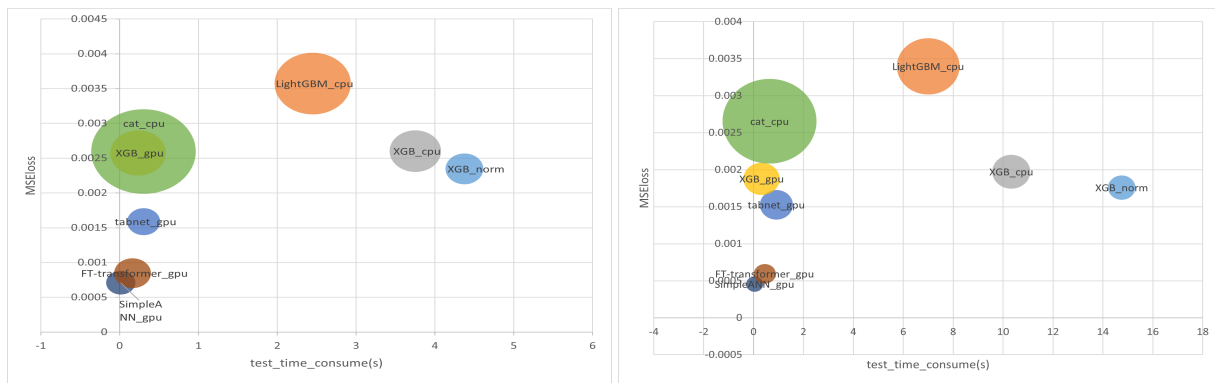 0.0045
0.004
0.0035
0.003
0.0025
0.002
0.0015
0.001
0.0005
0
-1
0
1
2
3
4
5
6
MSEloss
test_time_consume(s)
LightGBM_cpu
cat_cpu
XGB_gpu
XGB_cpu
XGB_norm
tabnet_gpu
FT-transformer_gpu
SimpleA
NN_gpu
0.004
0.0035
0.003
0.0025
0.002
0.0015
0.001
0.0005
0
-0.0005
-4
-2
0
2
4
6
8
10
12
14
16
18
MSEloss
test_time_consume(s)
LightGBM_cpu
cat_cpu
XGB_gpu
XGB_cpu
XGB_norm
tabnet_gpu
FT-transformer_gpu
SimpleANN_gpu